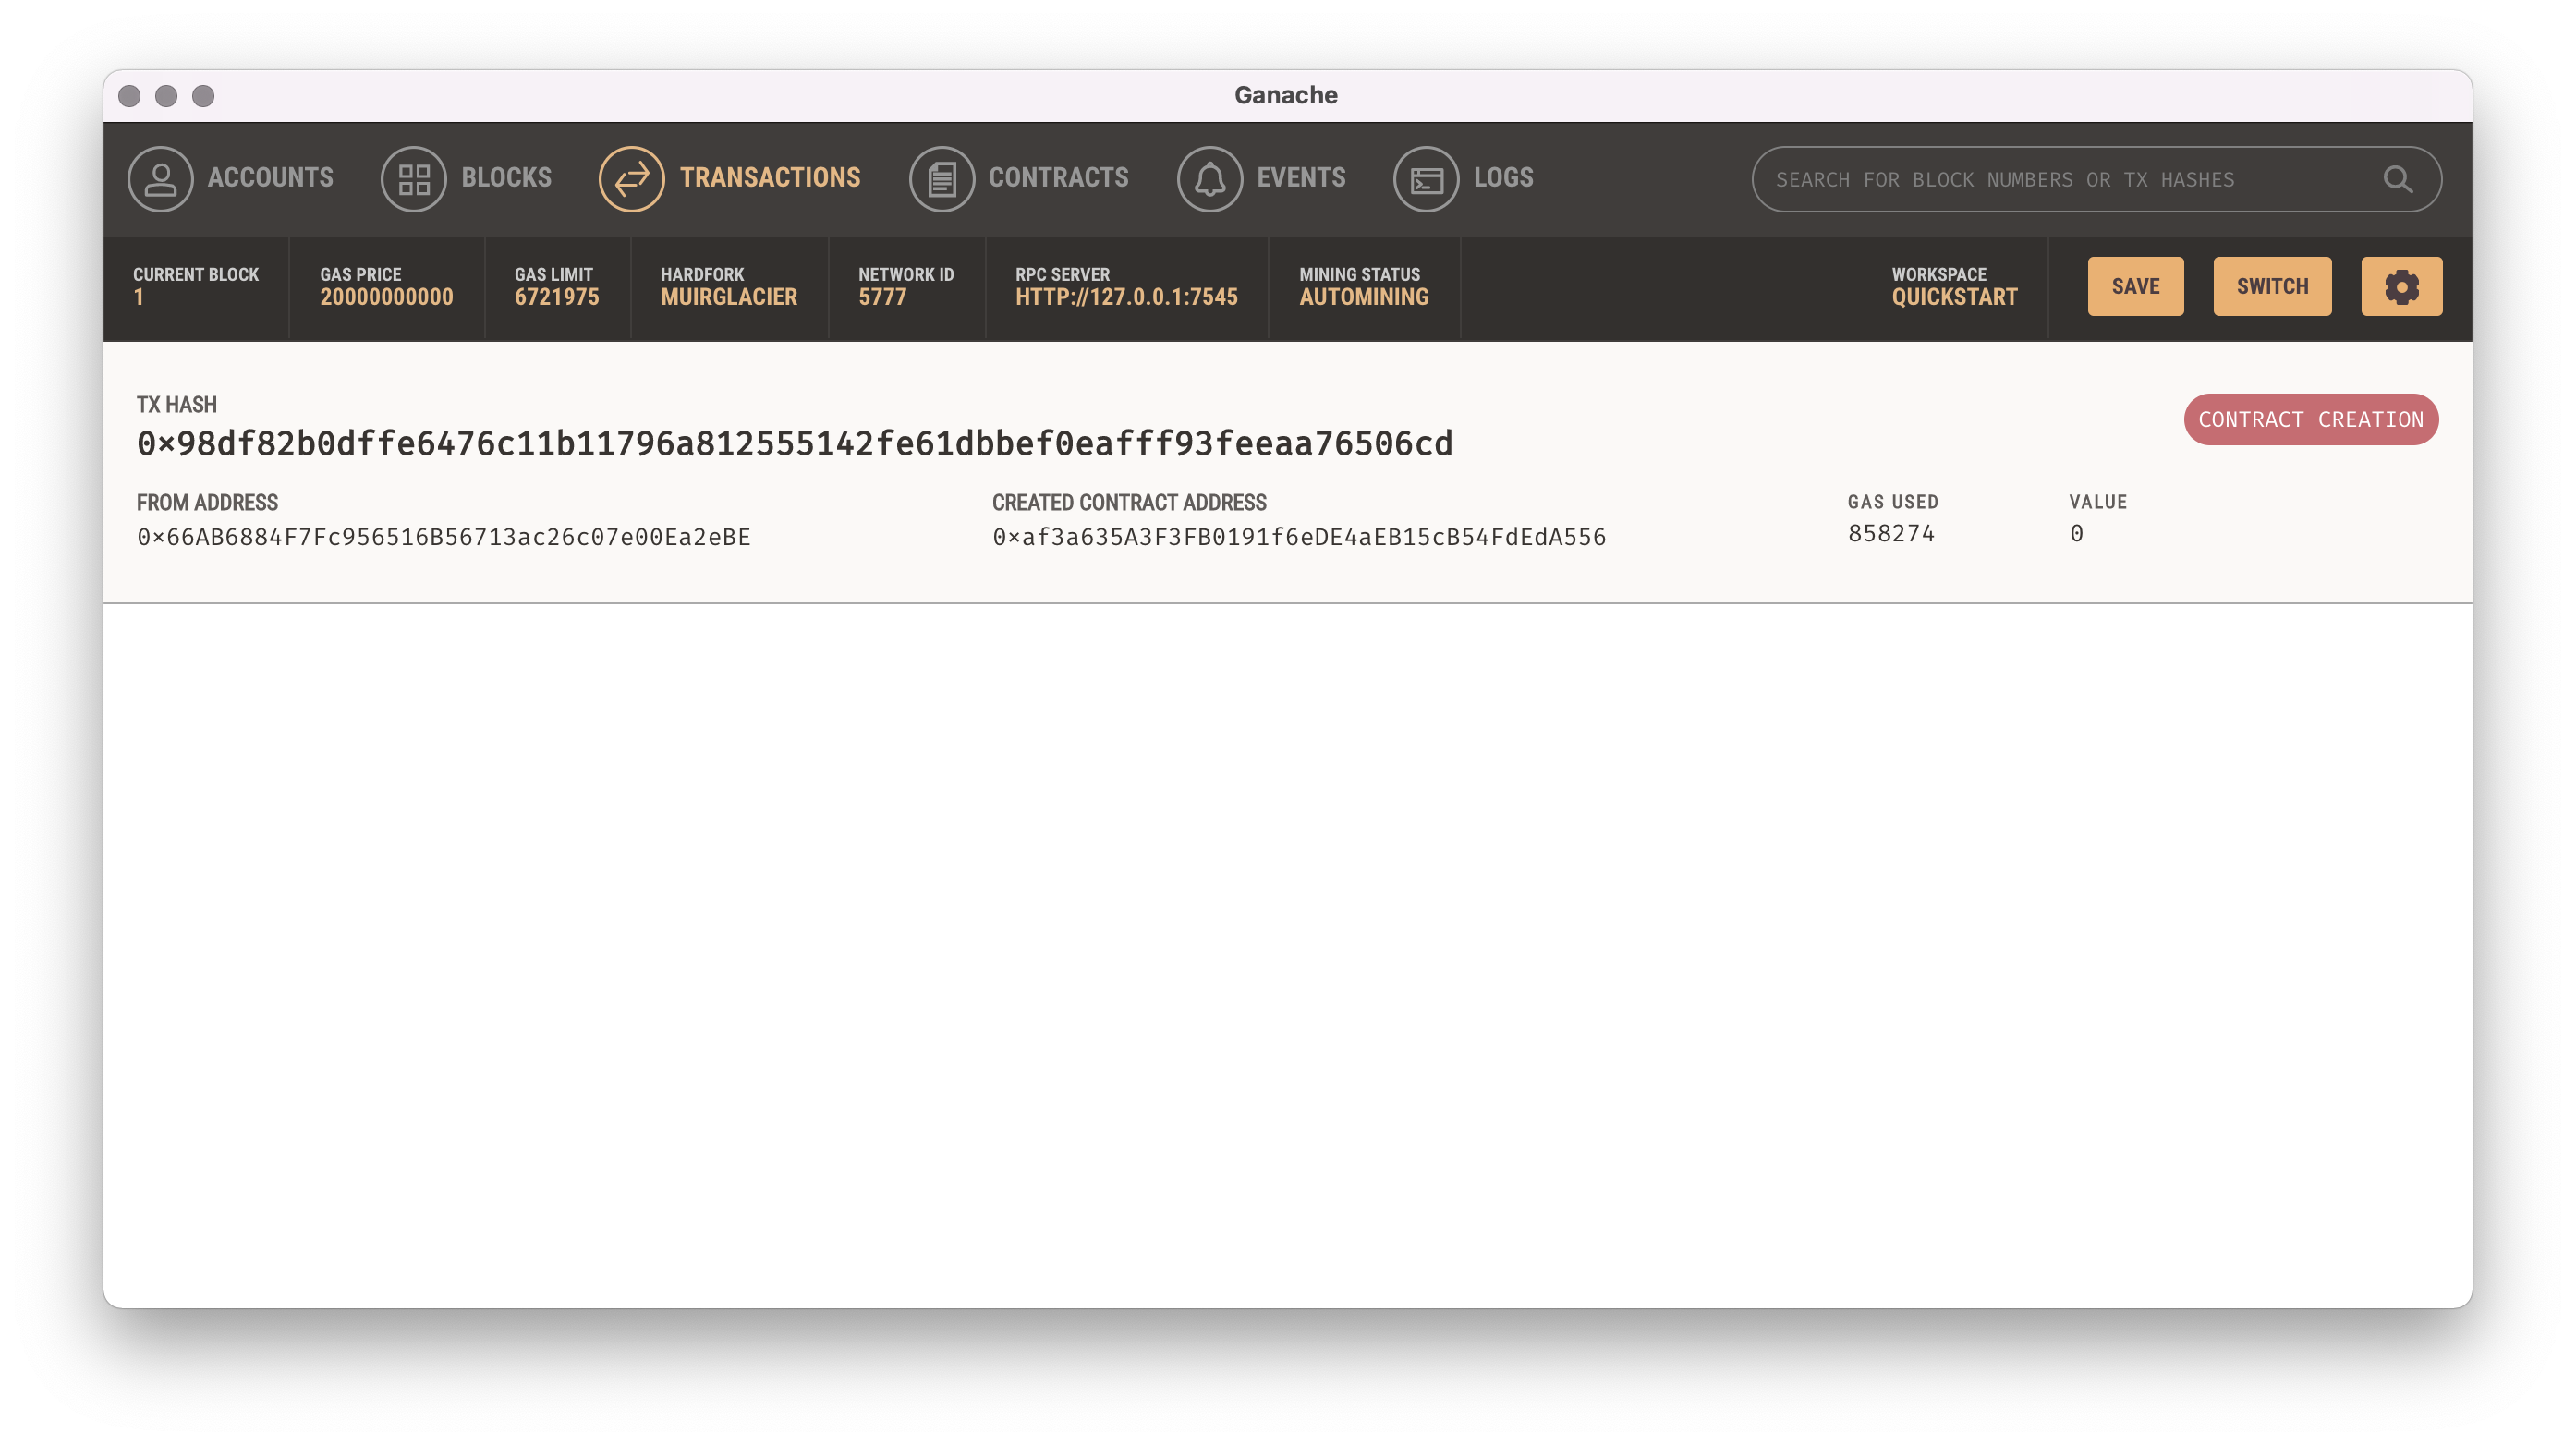 Ganache
ACCOUNTS BLOCKS TRANSACTIONS CONTRACTS EVENTS LOGS SEARCH FOR BLOCK NUMBERS OR TX HASHES
CURRENT BLOCK GAS PRICE GAS LIMIT HARDFORK NETWORK ID RPC SERVER MINING STATUS WORKSPACE
1 20000000000 6721975 MUIRGLACIER 5777 HTTP://127.0.0.1:7545 AUTOMINING QUICKSTART SAVE SWITCH
TX HASH
0×98df82b0dffe6476c11b11796a812555142fe61dbbef0eafff93feeaa76506cd CONTRACT CREATION
FROM ADDRESS CREATED CONTRACT ADDRESS GAS USED VALUE
0×66AB6884F7Fc956516B56713ac26c07e00Ea2eBE 0×af3a635A3F3FB0191f6eDE4aEB15cB54FdEdA556 858274 0